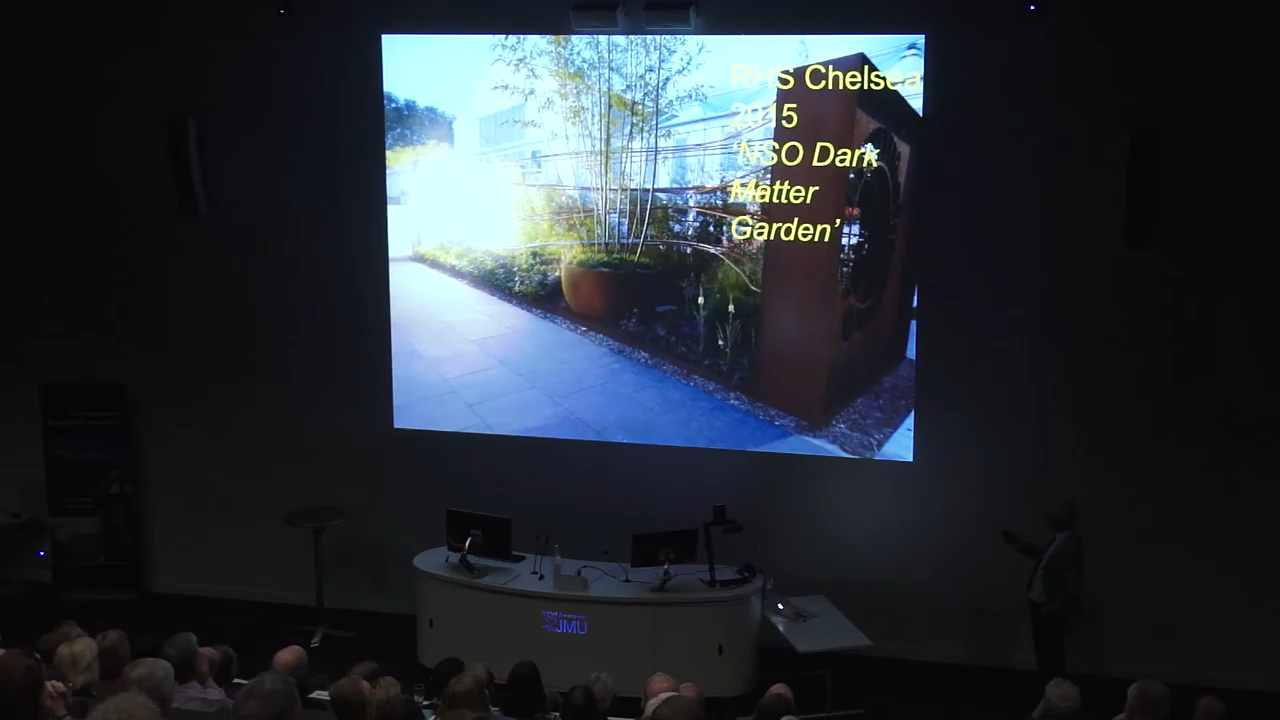 RHS Chelsea
2015
‘NSO Dark
Matter
Garden’
JMU